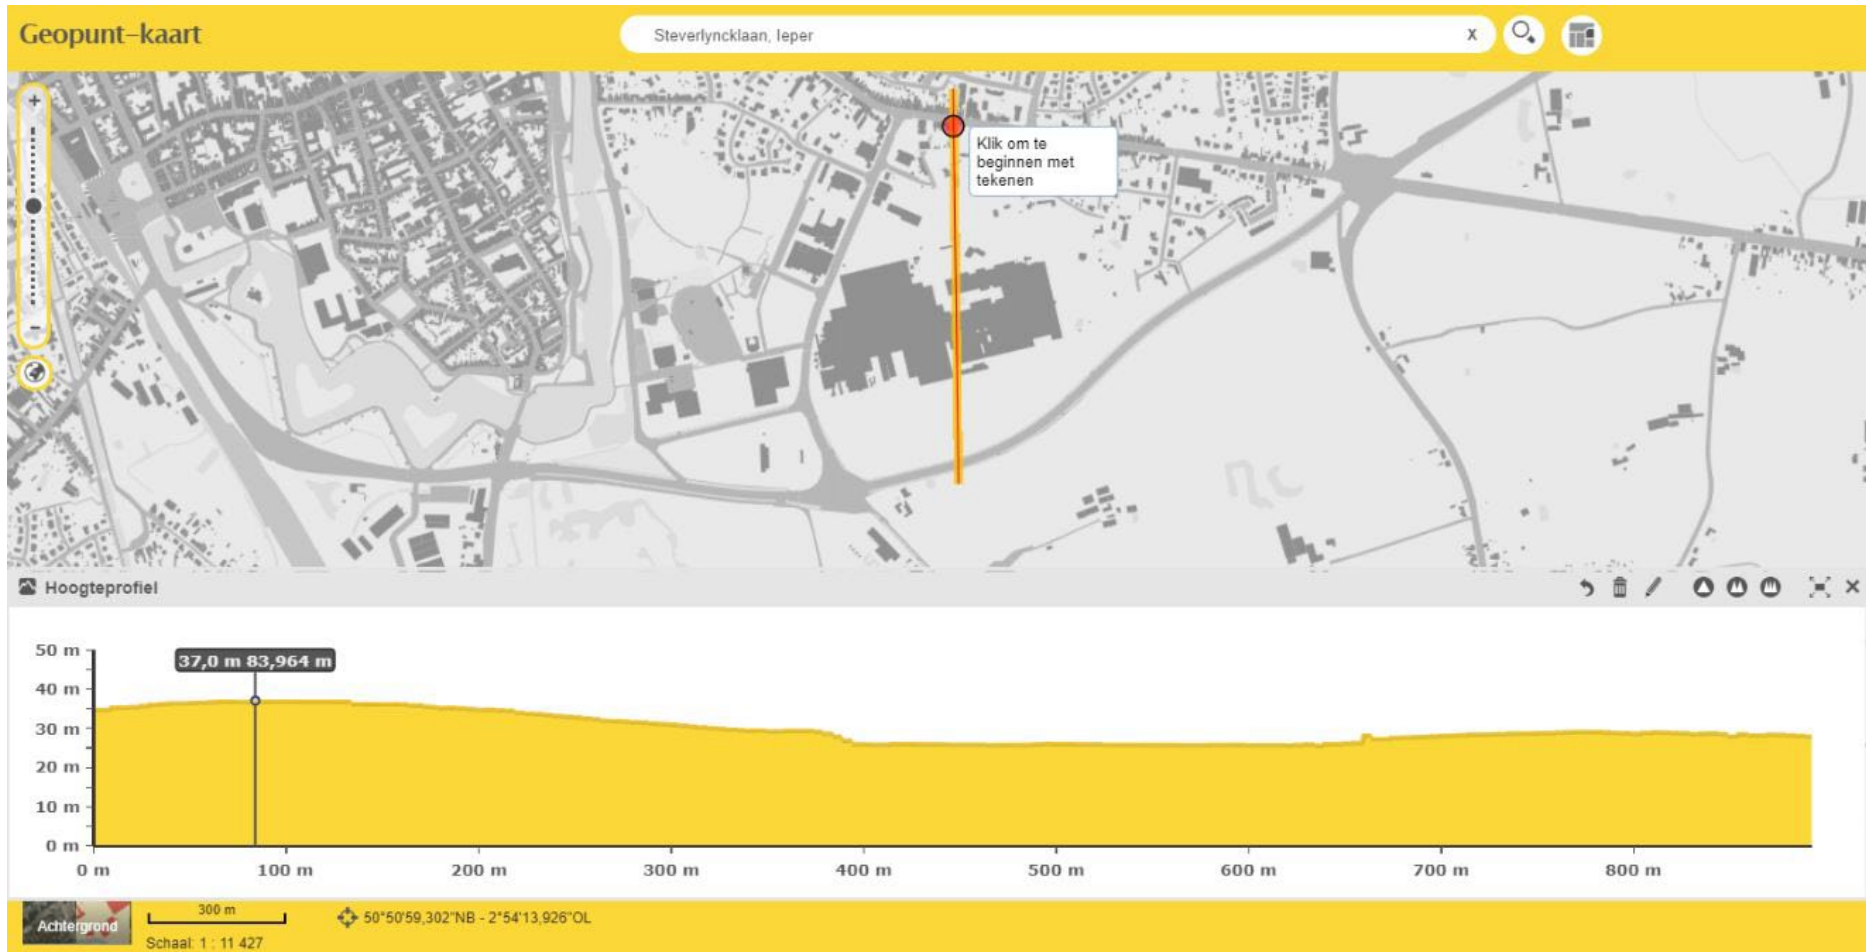 Geopunt-kaart
Steverlyncklaan, Ieper
x
+
Klik om te
beginnen met
tekenen
−
Hoogteprofiel
50 m
37,0 m 83,964 m
40 m
30 m
20 m
10 m
0 m
0 m 100 m 200 m 300 m 400 m 500 m 600 m 700 m 800 m
Achtergrond
300 m
50°50'59,302"NB - 2°54'13,926"OL
Schaal: 1 : 11 427